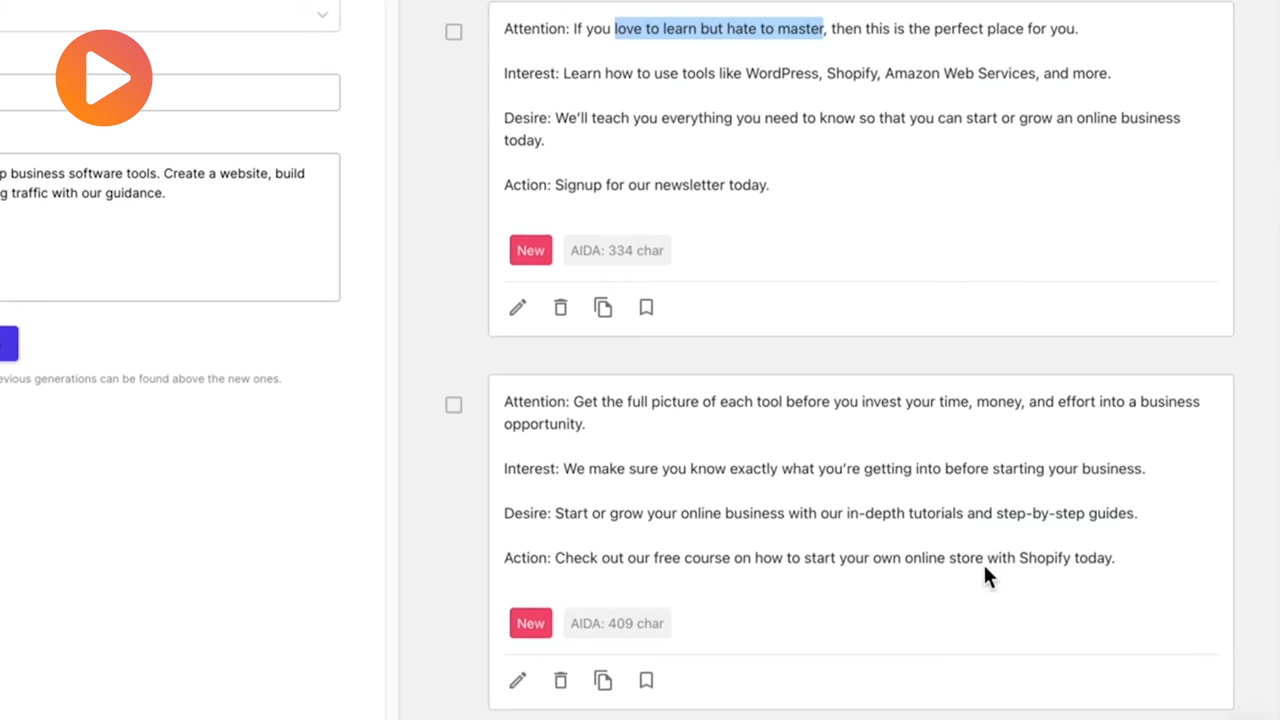 Attention: If you love to learn but hate to master, then this is the perfect place for you.
Interest: Learn how to use tools like WordPress, Shopify, Amazon Web Services, and more.
Desire: We'll teach you everything you need to know so that you can start or grow an online business
today.
Action: Signup for our newsletter today.
New AIDA: 334 char
business software tools. Create a website, build
traffic with our guidance.
generations can be found above the new ones.
Attention: Get the full picture of each tool before you invest your time, money, and effort into a business
opportunity.
Interest: We make sure you know exactly what you're getting into before starting your business.
Desire: Start or grow your online business with our in-depth tutorials and step-by-step guides.
Action: Check out our free course on how to start your own online store with Shopify today.
New AIDA: 409 char